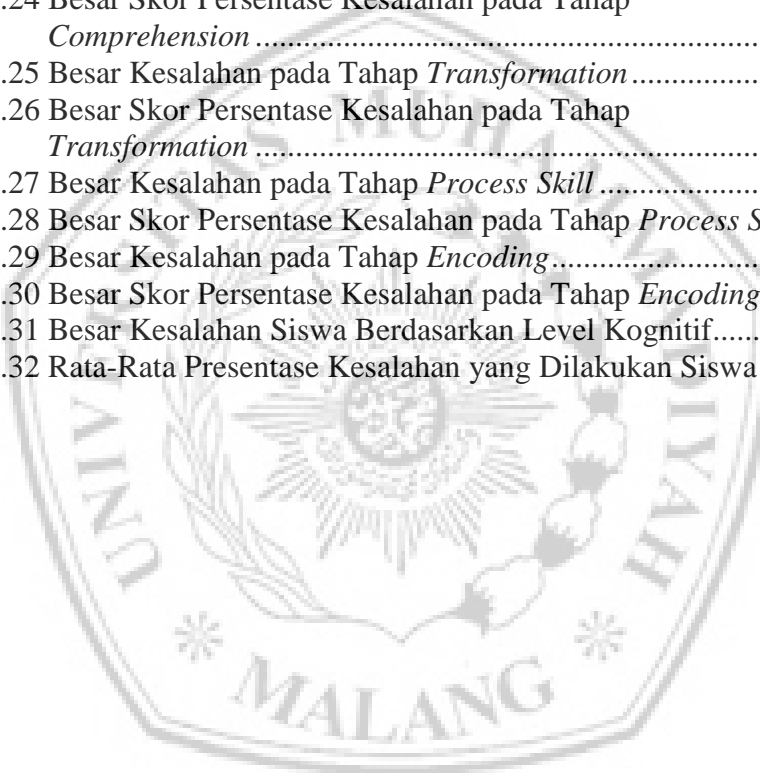 .24 Besar Skor Persentase Kesalahan pada Tahap
Comprehension ........................................................................
.25 Besar Kesalahan pada Tahap Transformation ..................
.26 Besar Skor Persentase Kesalahan pada Tahap
Transformation ........................................................................
.27 Besar Kesalahan pada Tahap Process Skill ......................
.28 Besar Skor Persentase Kesalahan pada Tahap Process S
.29 Besar Kesalahan pada Tahap Encoding.............................
.30 Besar Skor Persentase Kesalahan pada Tahap Encoding
.31 Besar Kesalahan Siswa Berdasarkan Level Kognitif.......
.32 Rata-Rata Presentase Kesalahan yang Dilakukan Siswa
UNIVERSITAS MUHAMMADIYAH
* MALANG *